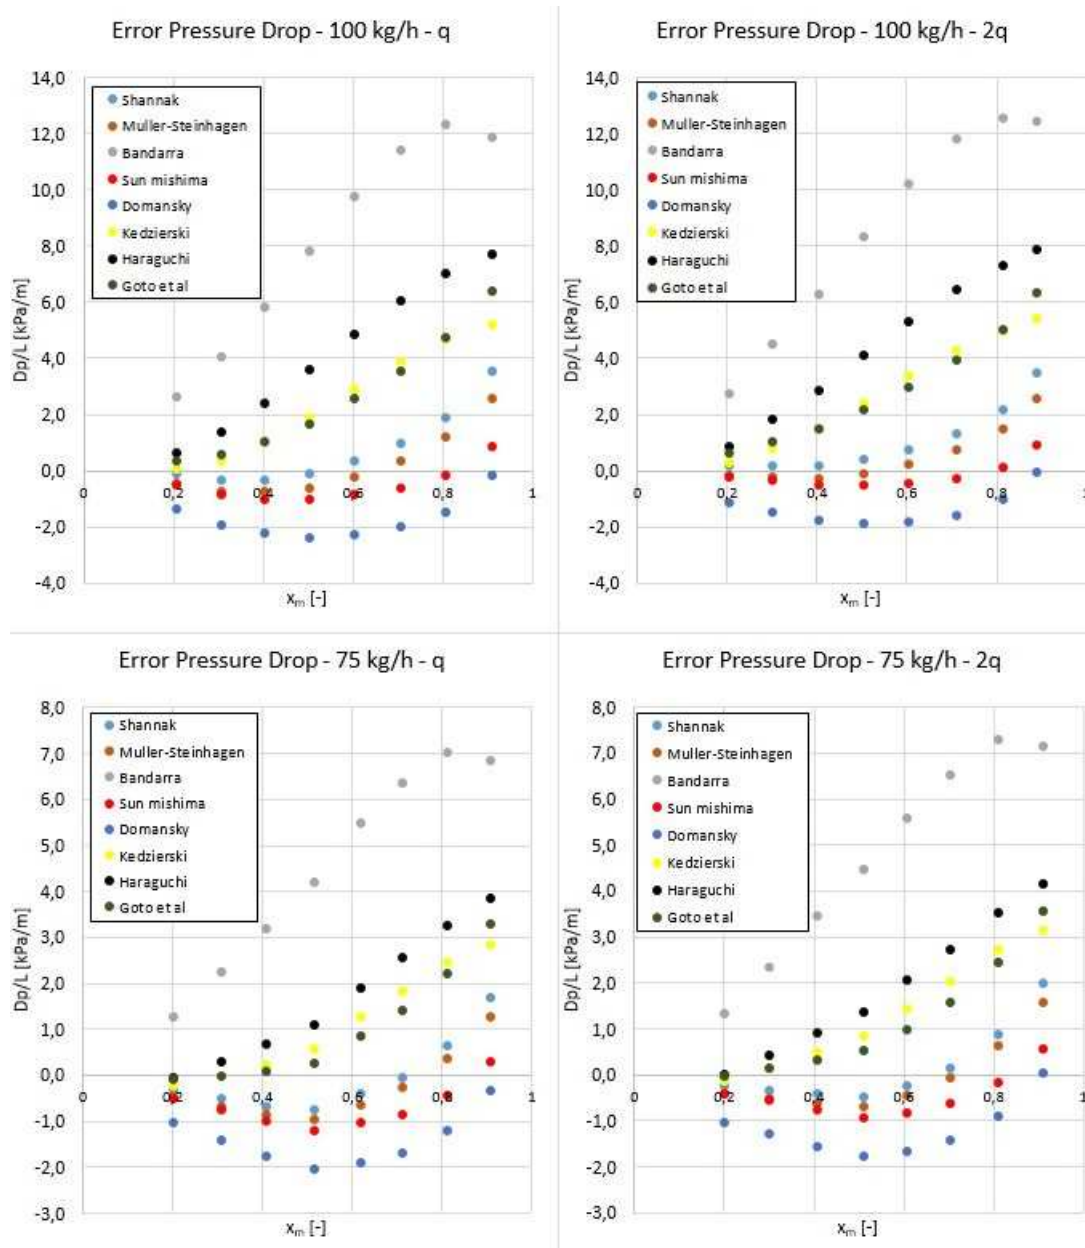 Error Pressure Drop - 100 kg/h - q
14,0
12,0
10,0
8,0
6,0
4,0
2,0
0,0
-2,0
-4,0
Dp/L [kPa/m]
Shannak
Muller-Steinhagen
Bandarra
Sun mishima
Domansky
Kedzierski
Haraguchi
Goto et al
0
0,2
0,4
0,6
0,8
1
xₘ [-]
Error Pressure Drop - 100 kg/h - 2q
14,0
12,0
10,0
8,0
6,0
4,0
2,0
0,0
-2,0
-4,0
Dp/L [kPa/m]
Shannak
Muller-Steinhagen
Bandarra
Sun mishima
Domansky
Kedzierski
Haraguchi
Goto et al
0
0,2
0,4
0,6
0,8
1
xₘ [-]
Error Pressure Drop - 75 kg/h - q
8,0
7,0
6,0
5,0
4,0
3,0
2,0
1,0
0,0
-1,0
-2,0
-3,0
Dp/L [kPa/m]
Shannak
Muller-Steinhagen
Bandarra
Sun mishima
Domansky
Kedzierski
Haraguchi
Goto et al
0
0,2
0,4
0,6
0,8
1
xₘ [-]
Error Pressure Drop - 75 kg/h - 2q
8,0
7,0
6,0
5,0
4,0
3,0
2,0
1,0
0,0
-1,0
-2,0
-3,0
Dp/L [kPa/m]
Shannak
Muller-Steinhagen
Bandarra
Sun mishima
Domansky
Kedzierski
Haraguchi
Goto et al
0
0,2
0,4
0,6
0,8
1
xₘ [-]